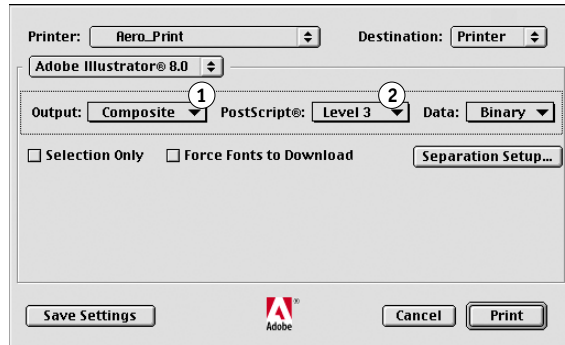 Printer: Aero_Print Destination: Printer
Adobe Illustrator® 8.0
1 2
Output: Composite PostScript®: Level 3 Data: Binary
Selection Only Force Fonts to Download Separation Setup...
Save Settings Adobe® Cancel Print